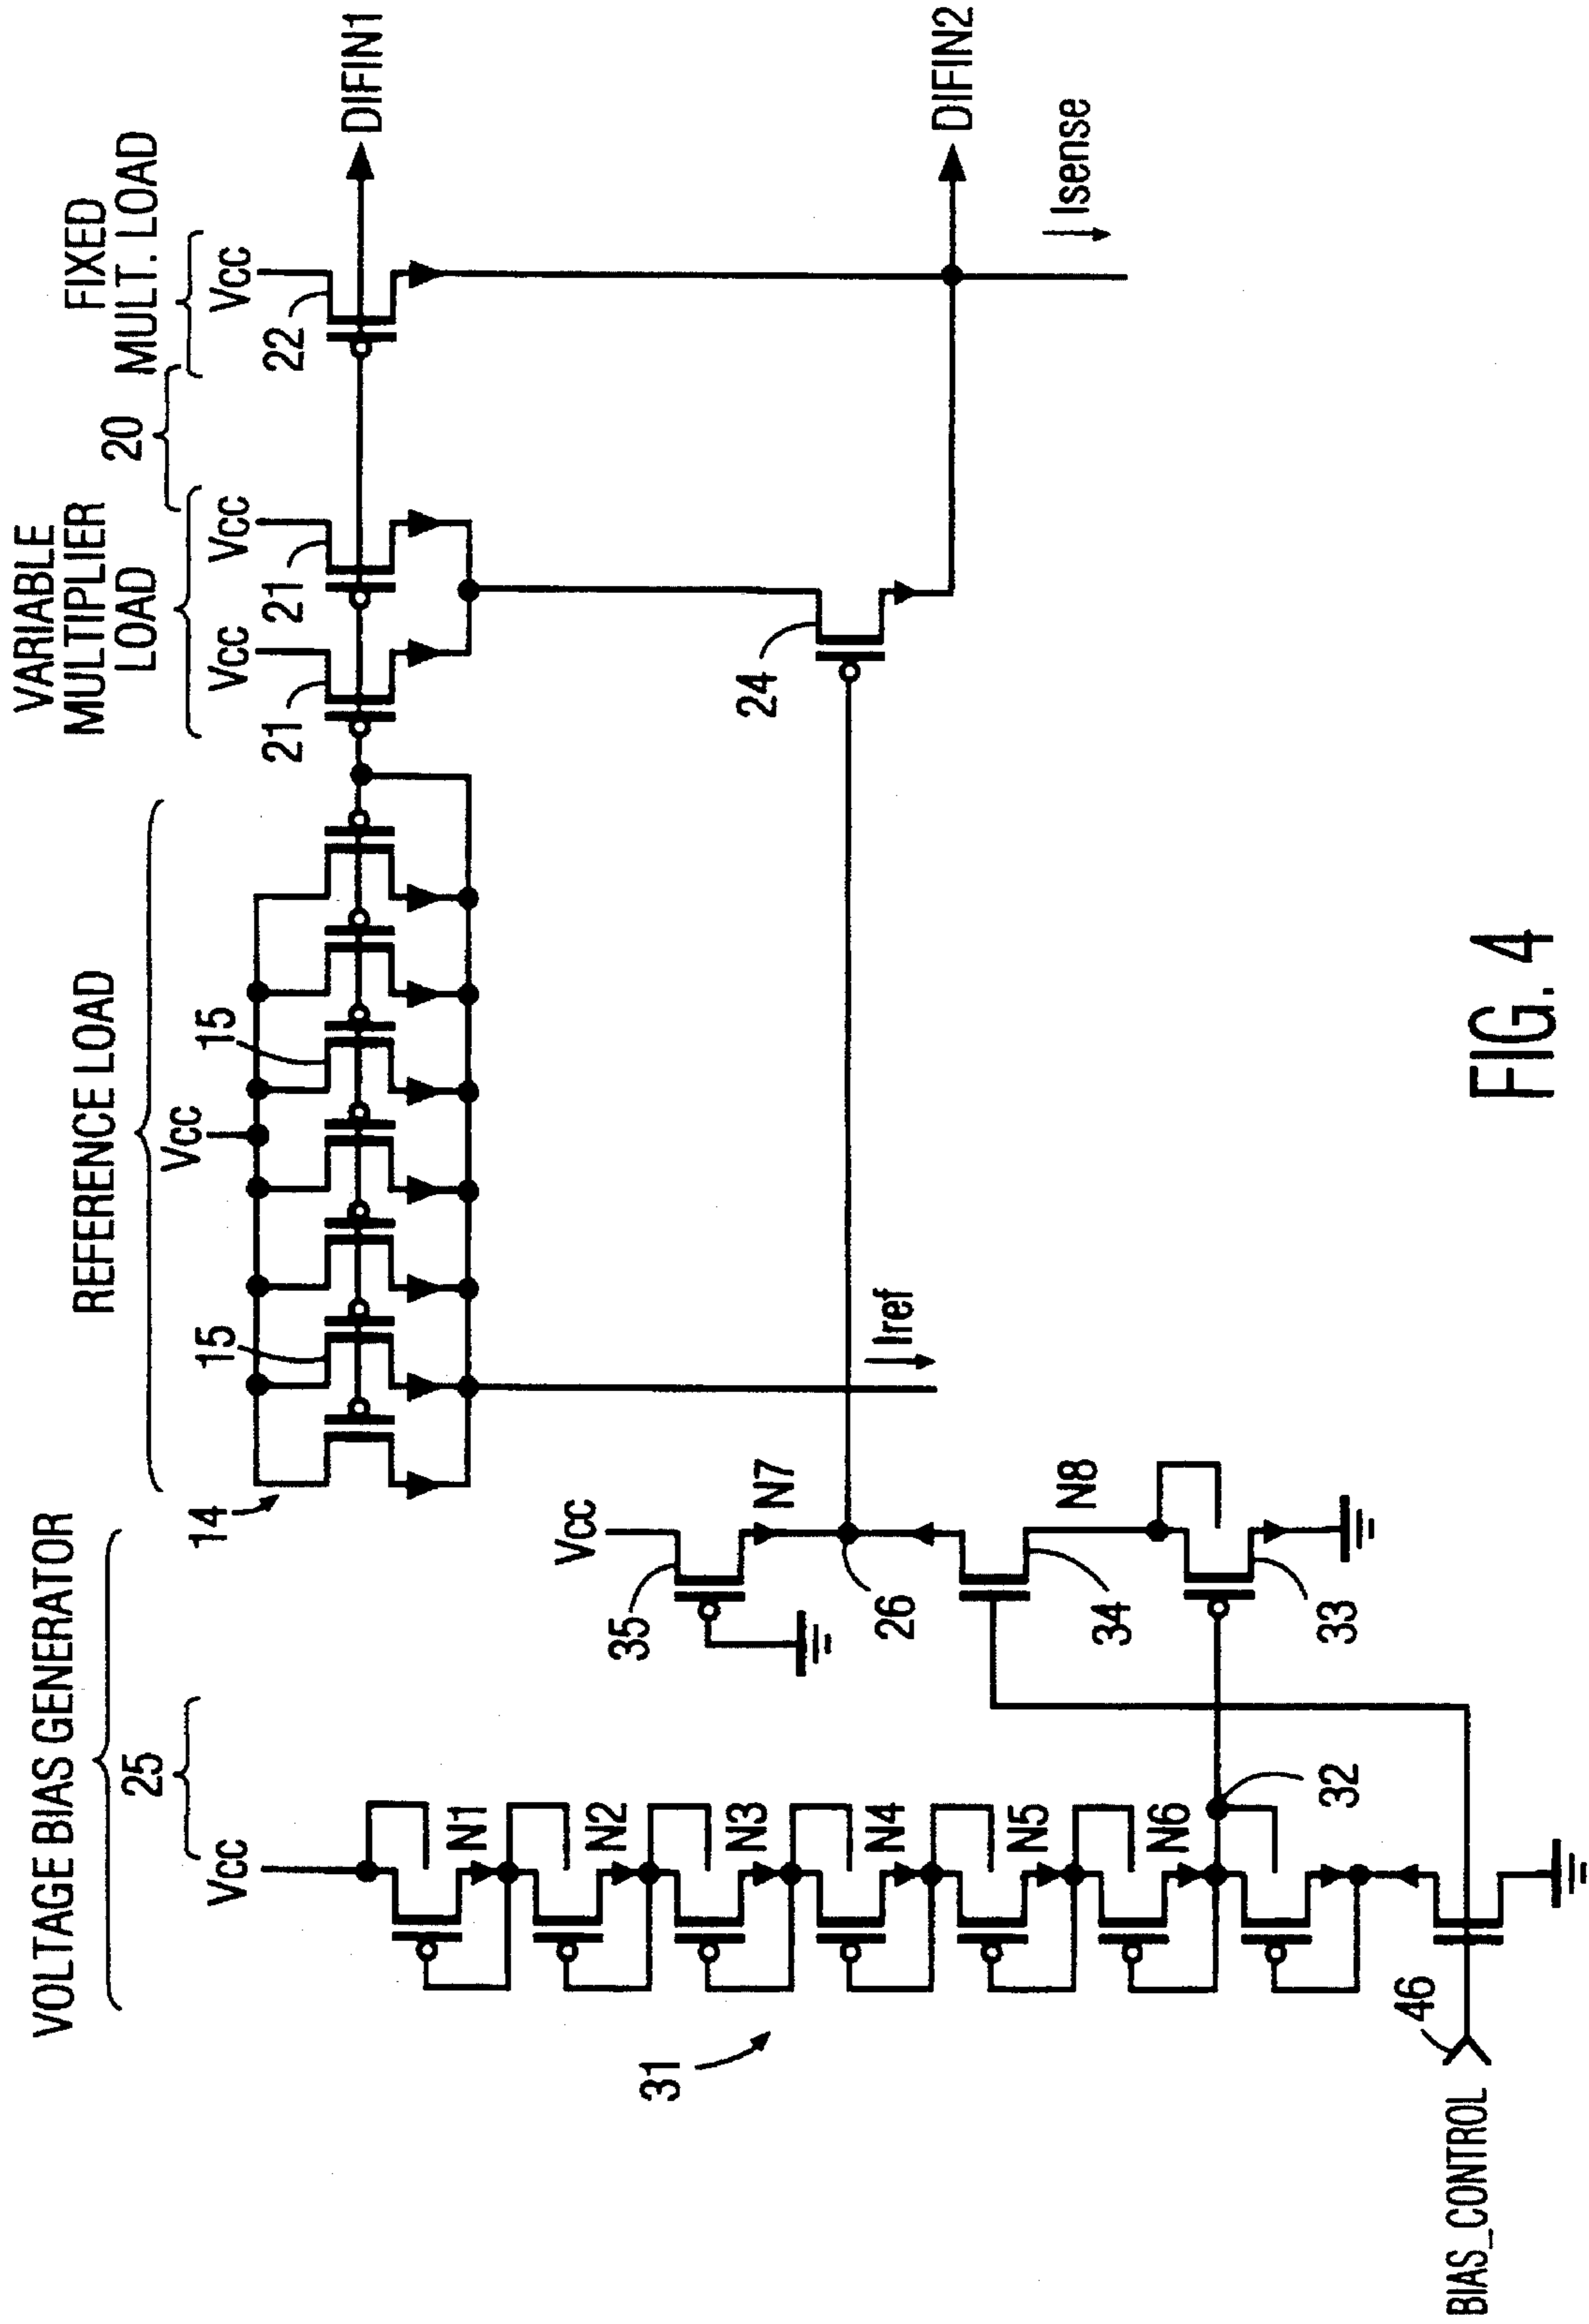 VOLTAGE BIAS GENERATOR
25
Vcc
N1
N2
N3
N4
N5
N6
31
32
46
BIAS_CONTROL
Vcc
35
N7
26
34
N8
33
REFERENCE LOAD
Vcc
14
15
15
Iref
VARIABLE
MULTIPLIER
LOAD
Vcc
Vcc
21
21
20
FIXED
MULT. LOAD
Vcc
22
24
DIFIN1
DIFIN2
Isense
FIG. 4